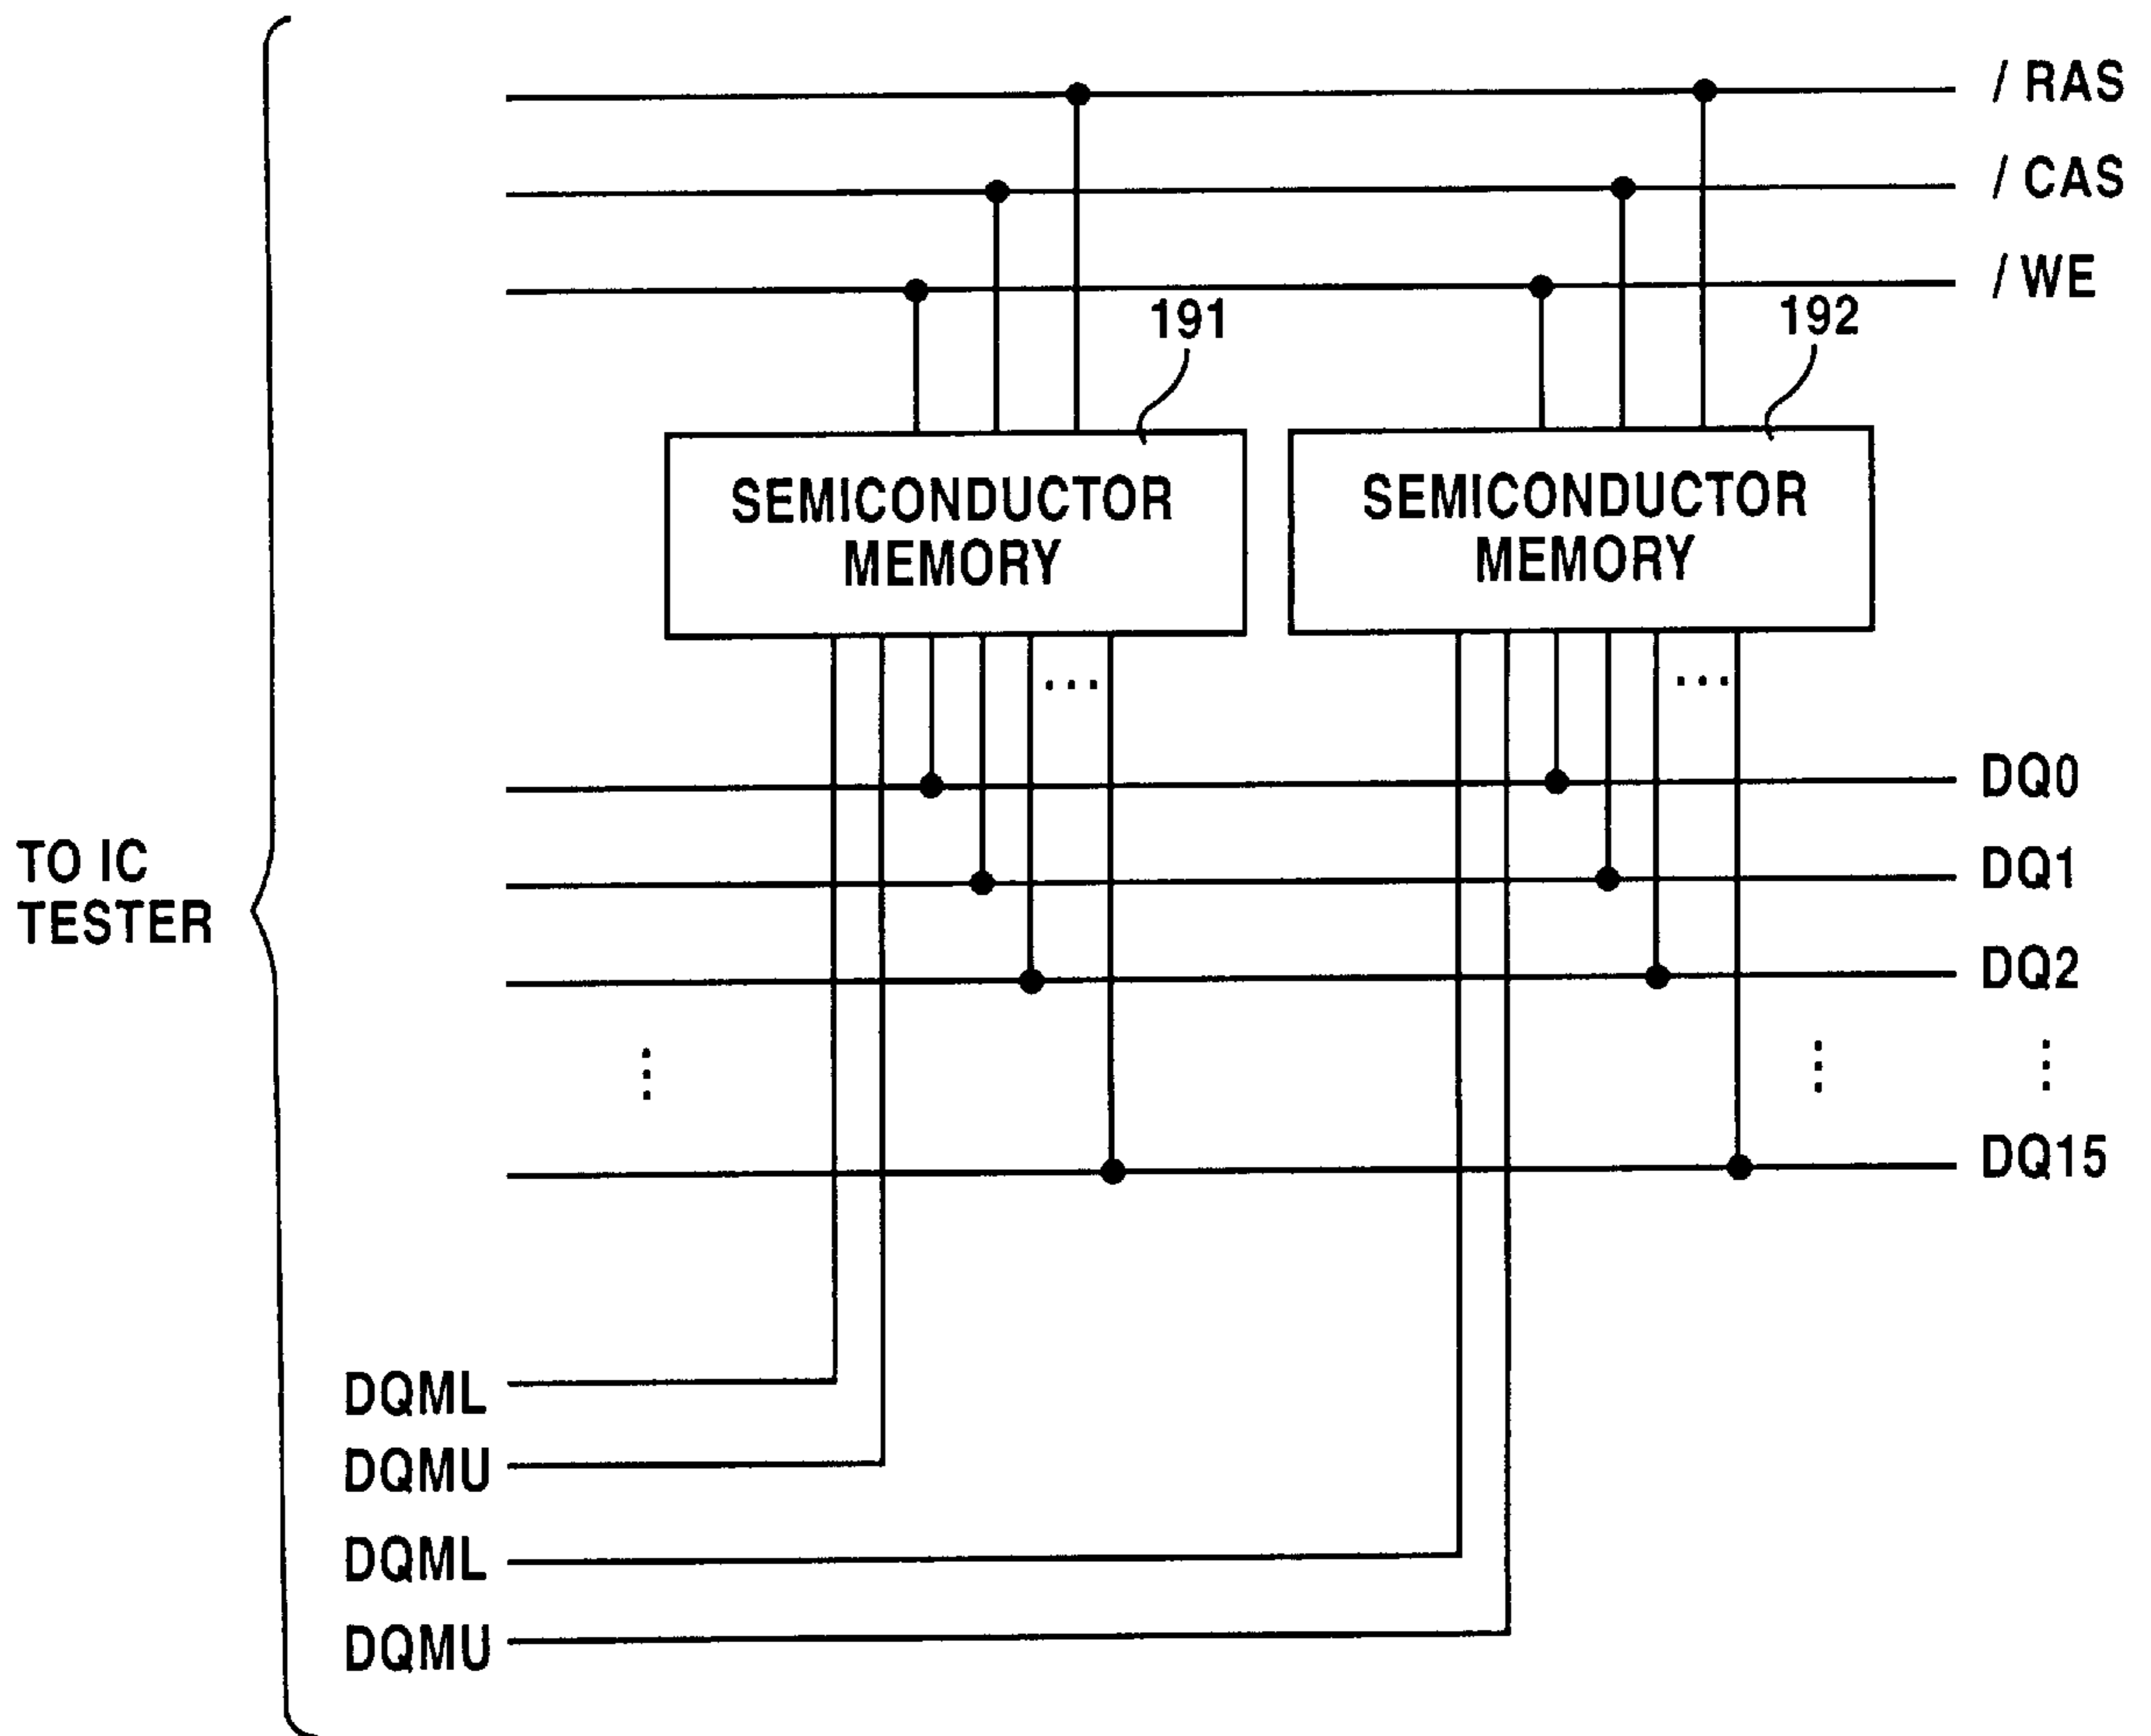 / RAS
/ CAS
/ WE
191
192
SEMICONDUCTOR
MEMORY
SEMICONDUCTOR
MEMORY
...
...
DQ0
DQ1
DQ2
DQ15
TO IC
TESTER
DQML
DQMU
DQML
DQMU